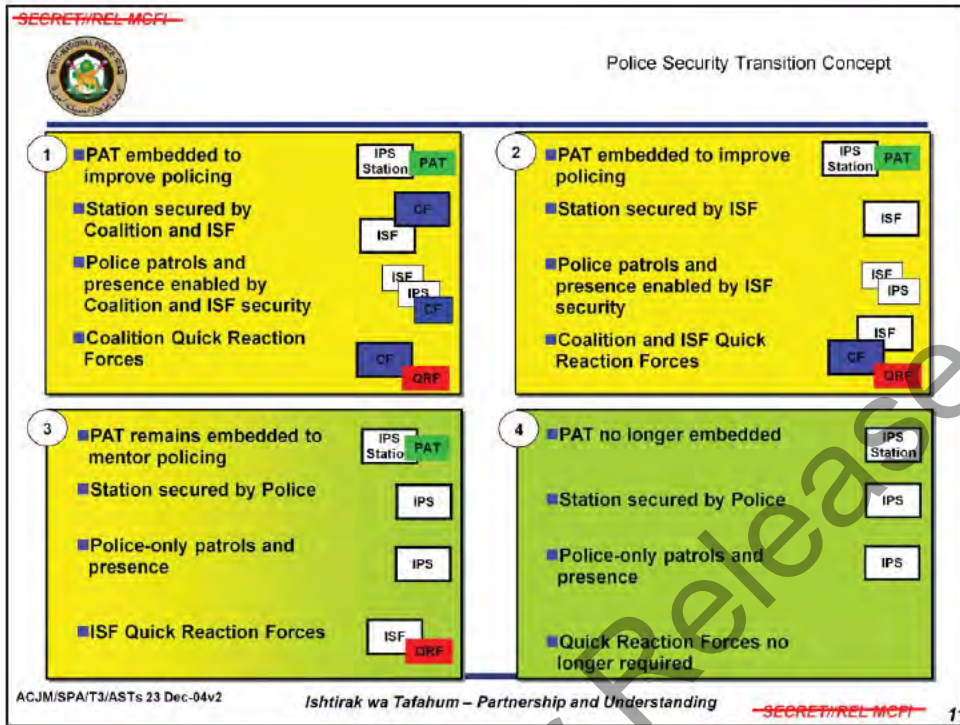 SECRET//REL MCFI
Police Security Transition Concept
1
PAT embedded to
improve policing
IPS
Station
PAT
Station secured by
Coalition and ISF
CF
ISF
Police patrols and
presence enabled by
Coalition and ISF security
ISF
IPS
CF
Coalition Quick Reaction
Forces
CF
QRF
2
PAT embedded to improve
policing
IPS
Station
PAT
Station secured by ISF
ISF
Police patrols and
presence enabled by ISF
security
ISF
IPS
Coalition and ISF Quick
Reaction Forces
ISF
CF
QRF
3
PAT remains embedded to
mentor policing
IPS
Statio
PAT
Station secured by Police
IPS
Police-only patrols and
presence
IPS
ISF Quick Reaction Forces
ISF
QRF
4
PAT no longer embedded
IPS
Station
Station secured by Police
IPS
Police-only patrols and
presence
IPS
Quick Reaction Forces no
longer required
Release
ACJM/SPA/T3/ASTs 23 Dec-04v2
Ishtirak wa Tafahum – Partnership and Understanding
SECRET//REL MCFI